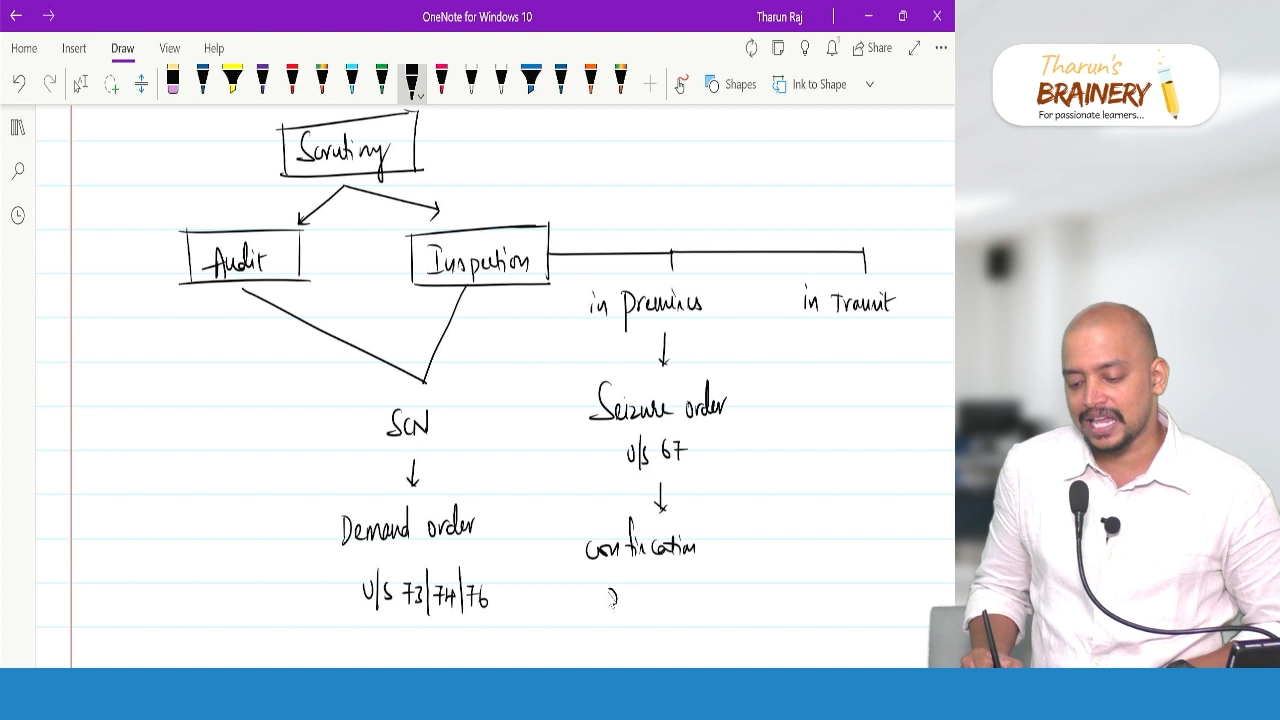 OneNote for Windows 10
Tharun Raj
Home Insert Draw View Help
Share
Shapes
Ink to Shape
Tharun's
BRAINERY
For passionate learners...
Scrutiny
Audit
Inspection
in Premises
in Transit
SCN
Seizure order
U/S 67
Demand order
U/S 73|74|76
confiscation